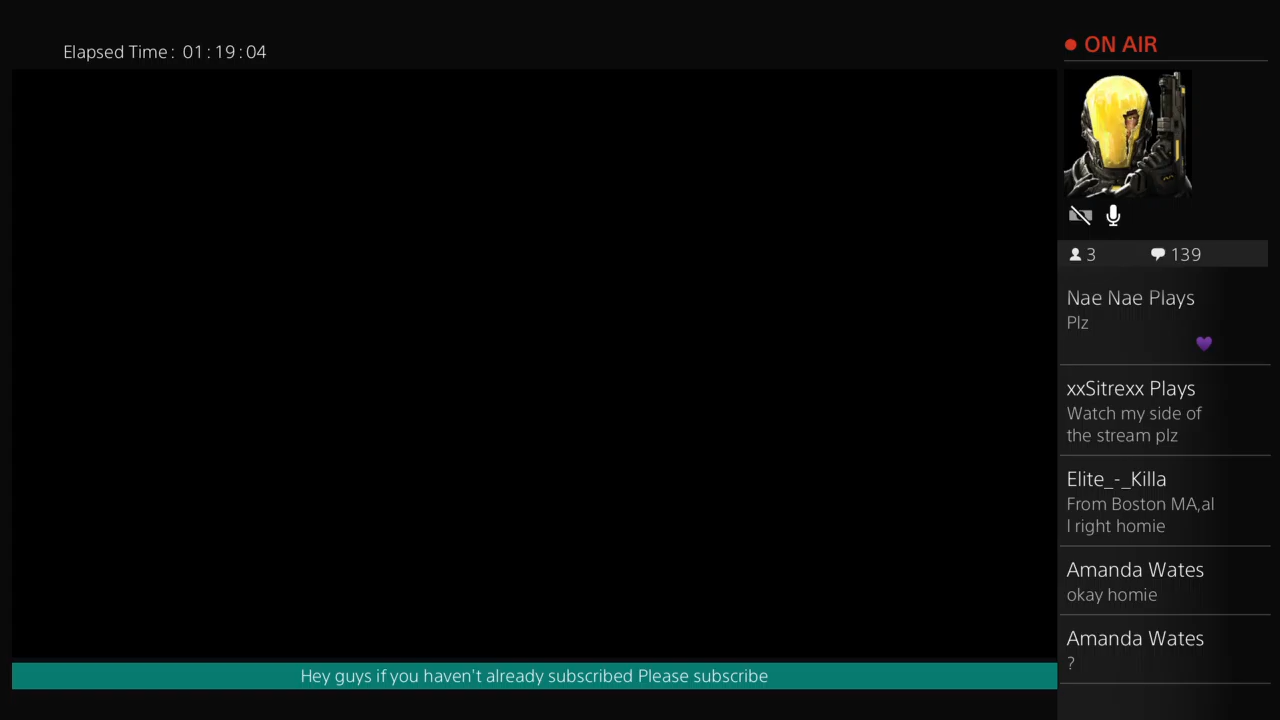 Elapsed Time: 01:19:04
ON AIR
3 139
Nae Nae Plays
Plz
xxSitrexx Plays
Watch my side of
the stream plz
Elite_-_Killa
From Boston MA,al
l right homie
Amanda Wates
okay homie
Amanda Wates
?
Hey guys if you haven't already subscribed Please subscribe